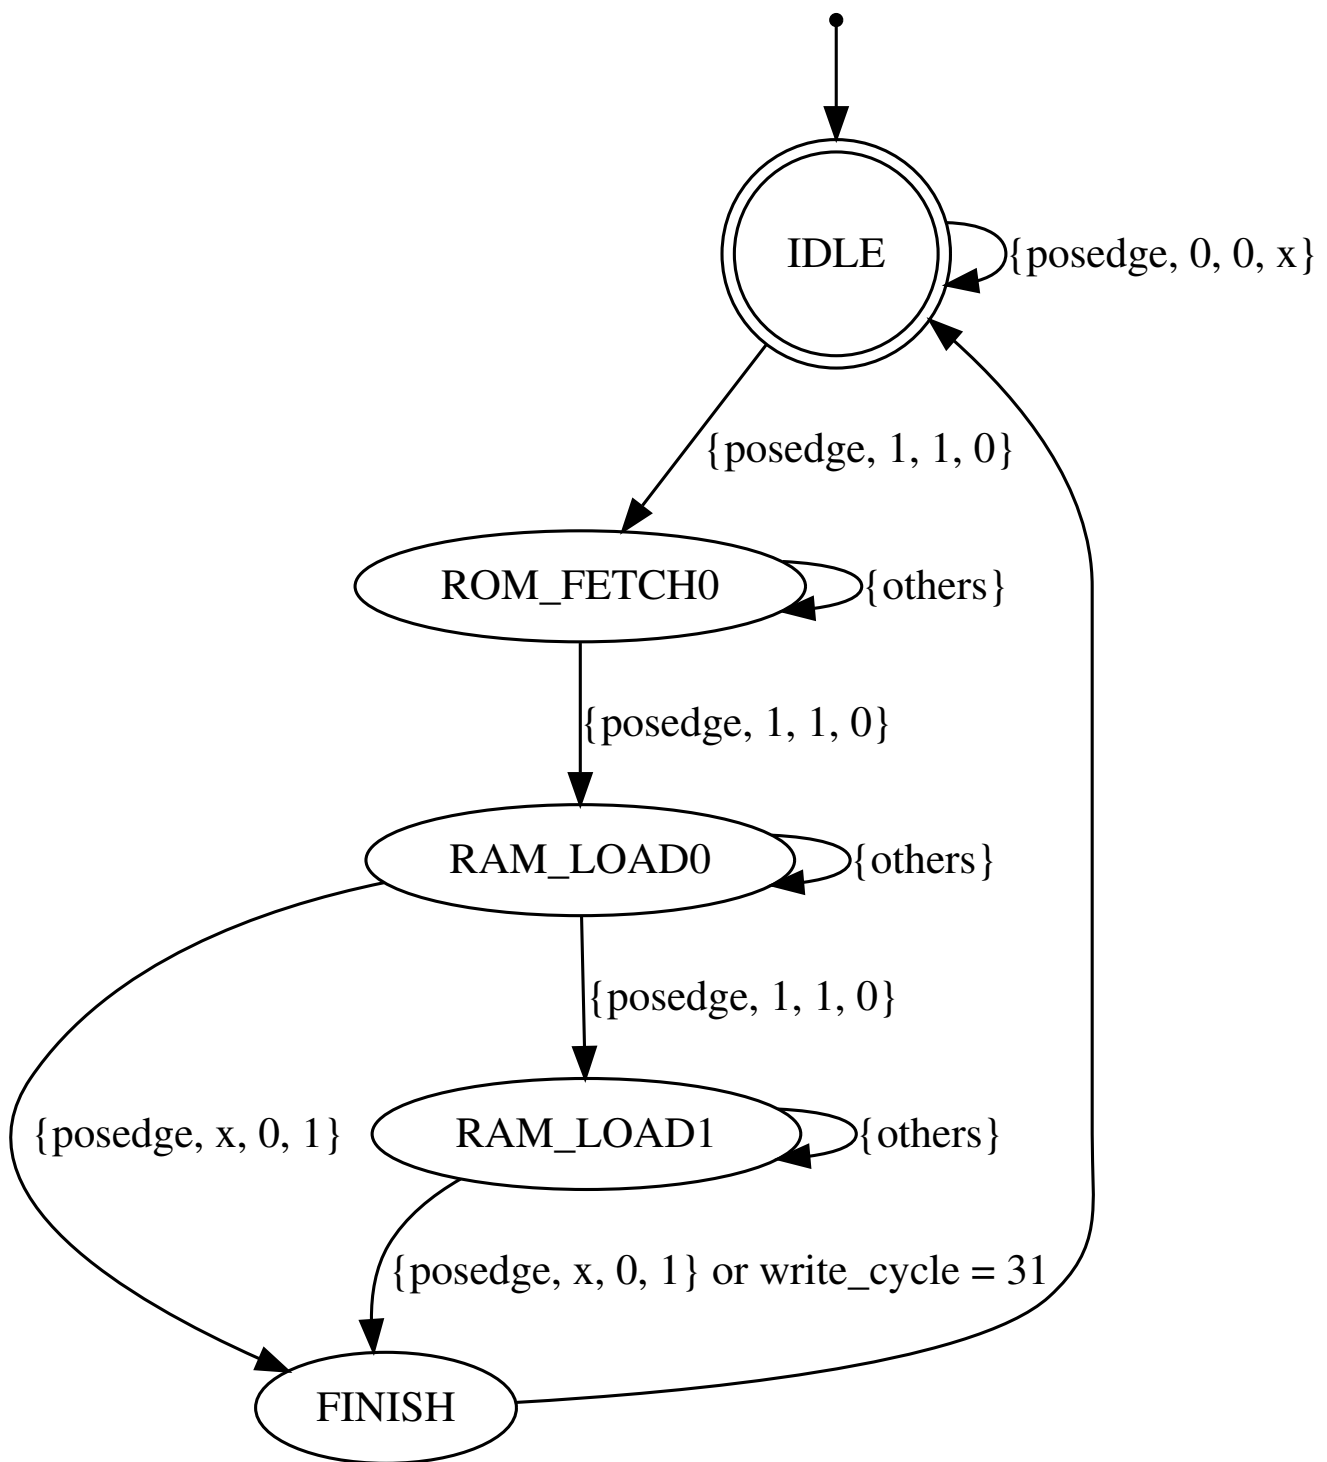 IDLE
{posedge, 0, 0, x}
{posedge, 1, 1, 0}
ROM_FETCH0
{others}
{posedge, 1, 1, 0}
RAM_LOAD0
{others}
{posedge, 1, 1, 0}
{posedge, x, 0, 1}
RAM_LOAD1
{others}
{posedge, x, 0, 1} or write_cycle = 31
FINISH